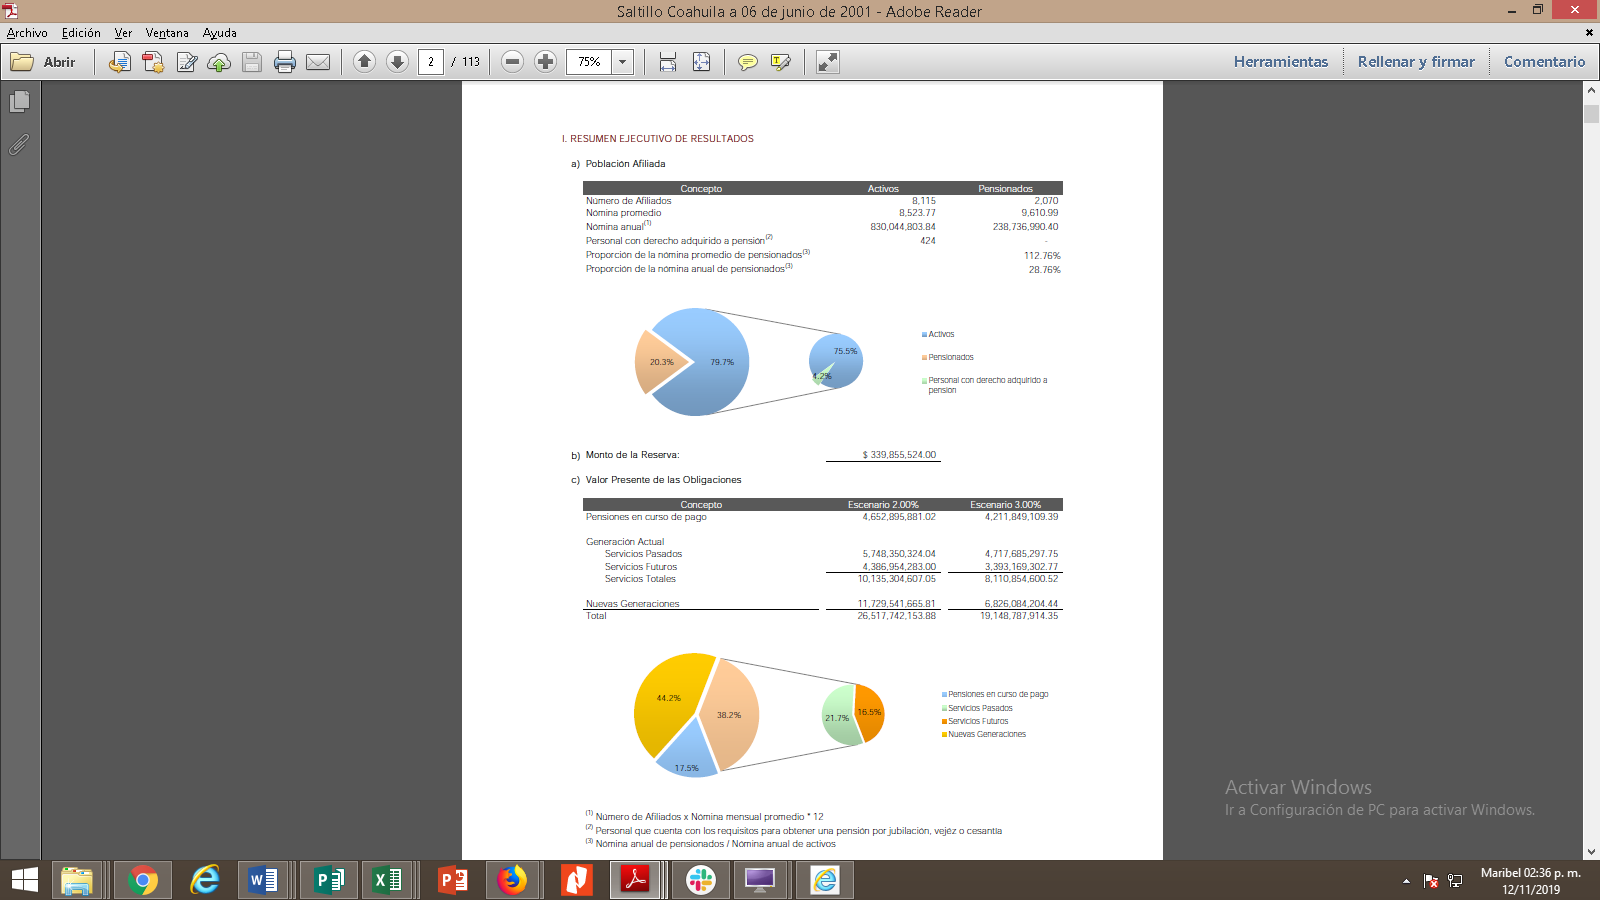 Saltillo Coahuila a 06 de junio de 2001 - Adobe Reader
Archivo Edición Ver Ventana Ayuda
Abrir 2 / 113 75% Herramientas Rellenar y firmar Comentario
I. RESUMEN EJECUTIVO DE RESULTADOS
a) Población Afiliada
Concepto Activos Pensionados
Número de Afiliados 8,115 2,070
Nómina promedio 8,523.77 9,610.99
Nómina anual(1) 830,044,803.84 238,736,990.40
Personal con derecho adquirido a pensión(2) 424 -
Proporción de la nómina promedio de pensionados(3) 112.76%
Proporción de la nómina anual de pensionados(3) 28.76%
20.3% 79.7% 75.5% 4.2%
Activos
Pensionados
Personal con derecho adquirido a
pensión
b) Monto de la Reserva: $ 339,855,524.00
c) Valor Presente de las Obligaciones
Concepto Escenario 2.00% Escenario 3.00%
Pensiones en curso de pago 4,652,895,881.02 4,211,849,109.39
Generación Actual
Servicios Pasados 5,748,350,324.04 4,717,685,297.75
Servicios Futuros 4,386,954,283.00 3,393,169,302.77
Servicios Totales 10,135,304,607.05 8,110,854,600.52
Nuevas Generaciones 11,729,541,665.81 6,826,084,204.44
Total 26,517,742,153.88 19,148,787,914.35
44.2% 38.2% 17.5% 21.7% 16.5%
Pensiones en curso de pago
Servicios Pasados
Servicios Futuros
Nuevas Generaciones
(1) Número de Afiliados x Nómina mensual promedio * 12
(2) Personal que cuenta con los requisitos para obtener una pensión por jubilación, vejéz o cesantía
(3) Nómina anual de pensionados / Nómina anual de activos
Activar Windows
Ir a Configuración de PC para activar Windows.
Maribel 02:36 p. m.
12/11/2019